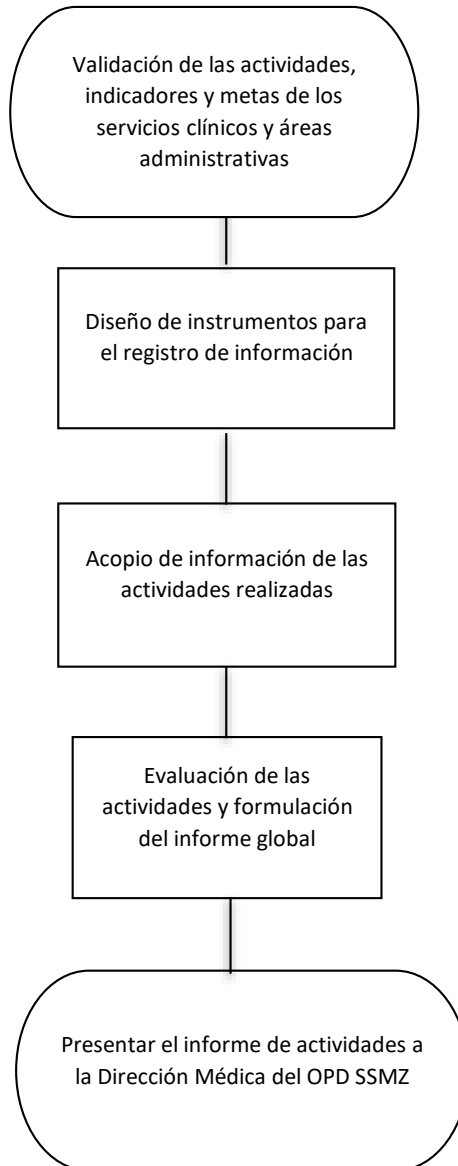 Validación de las actividades,
indicadores y metas de los
servicios clínicos y áreas
administrativas
Diseño de instrumentos para
el registro de información
Acopio de información de las
actividades realizadas
Evaluación de las
actividades y formulación
del informe global
Presentar el informe de actividades a
la Dirección Médica del OPD SSMZ